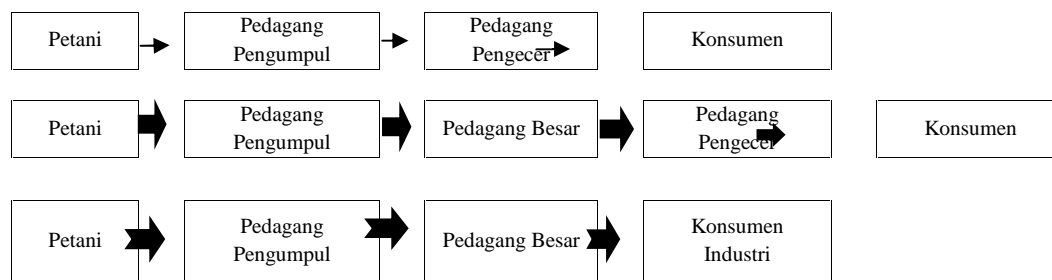 Petani
Pedagang
Pengumpul
Pedagang
Pengecer
Konsumen
Petani
Pedagang
Pengumpul
Pedagang Besar
Pedagang
Pengecer
Konsumen
Petani
Pedagang
Pengumpul
Pedagang Besar
Konsumen
Industri